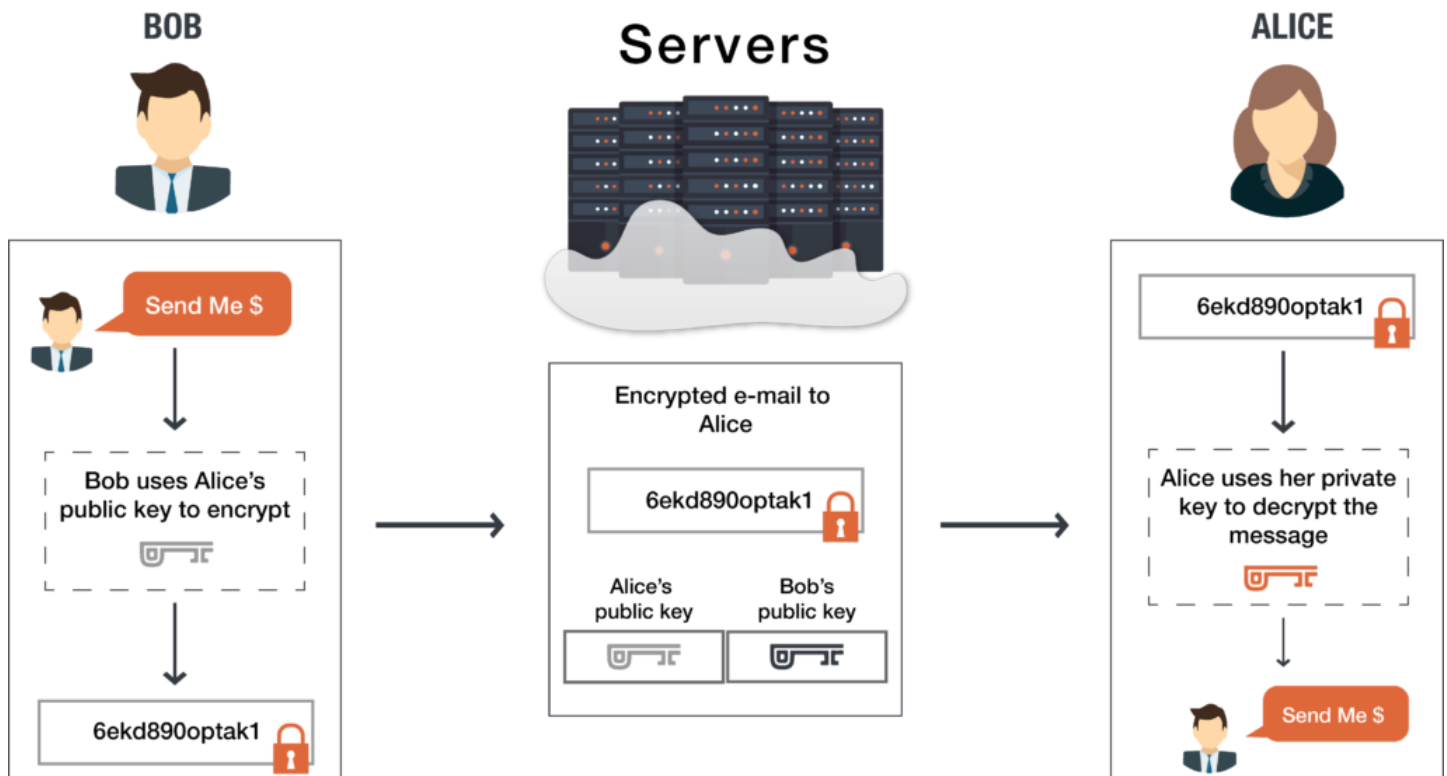 BOB
Send Me $
Bob uses Alice’s
public key to encrypt
6ekd890optak1
Servers
Encrypted e-mail to
Alice
6ekd890optak1
Alice’s
public key
Bob’s
public key
ALICE
6ekd890optak1
Alice uses her private
key to decrypt the
message
Send Me $